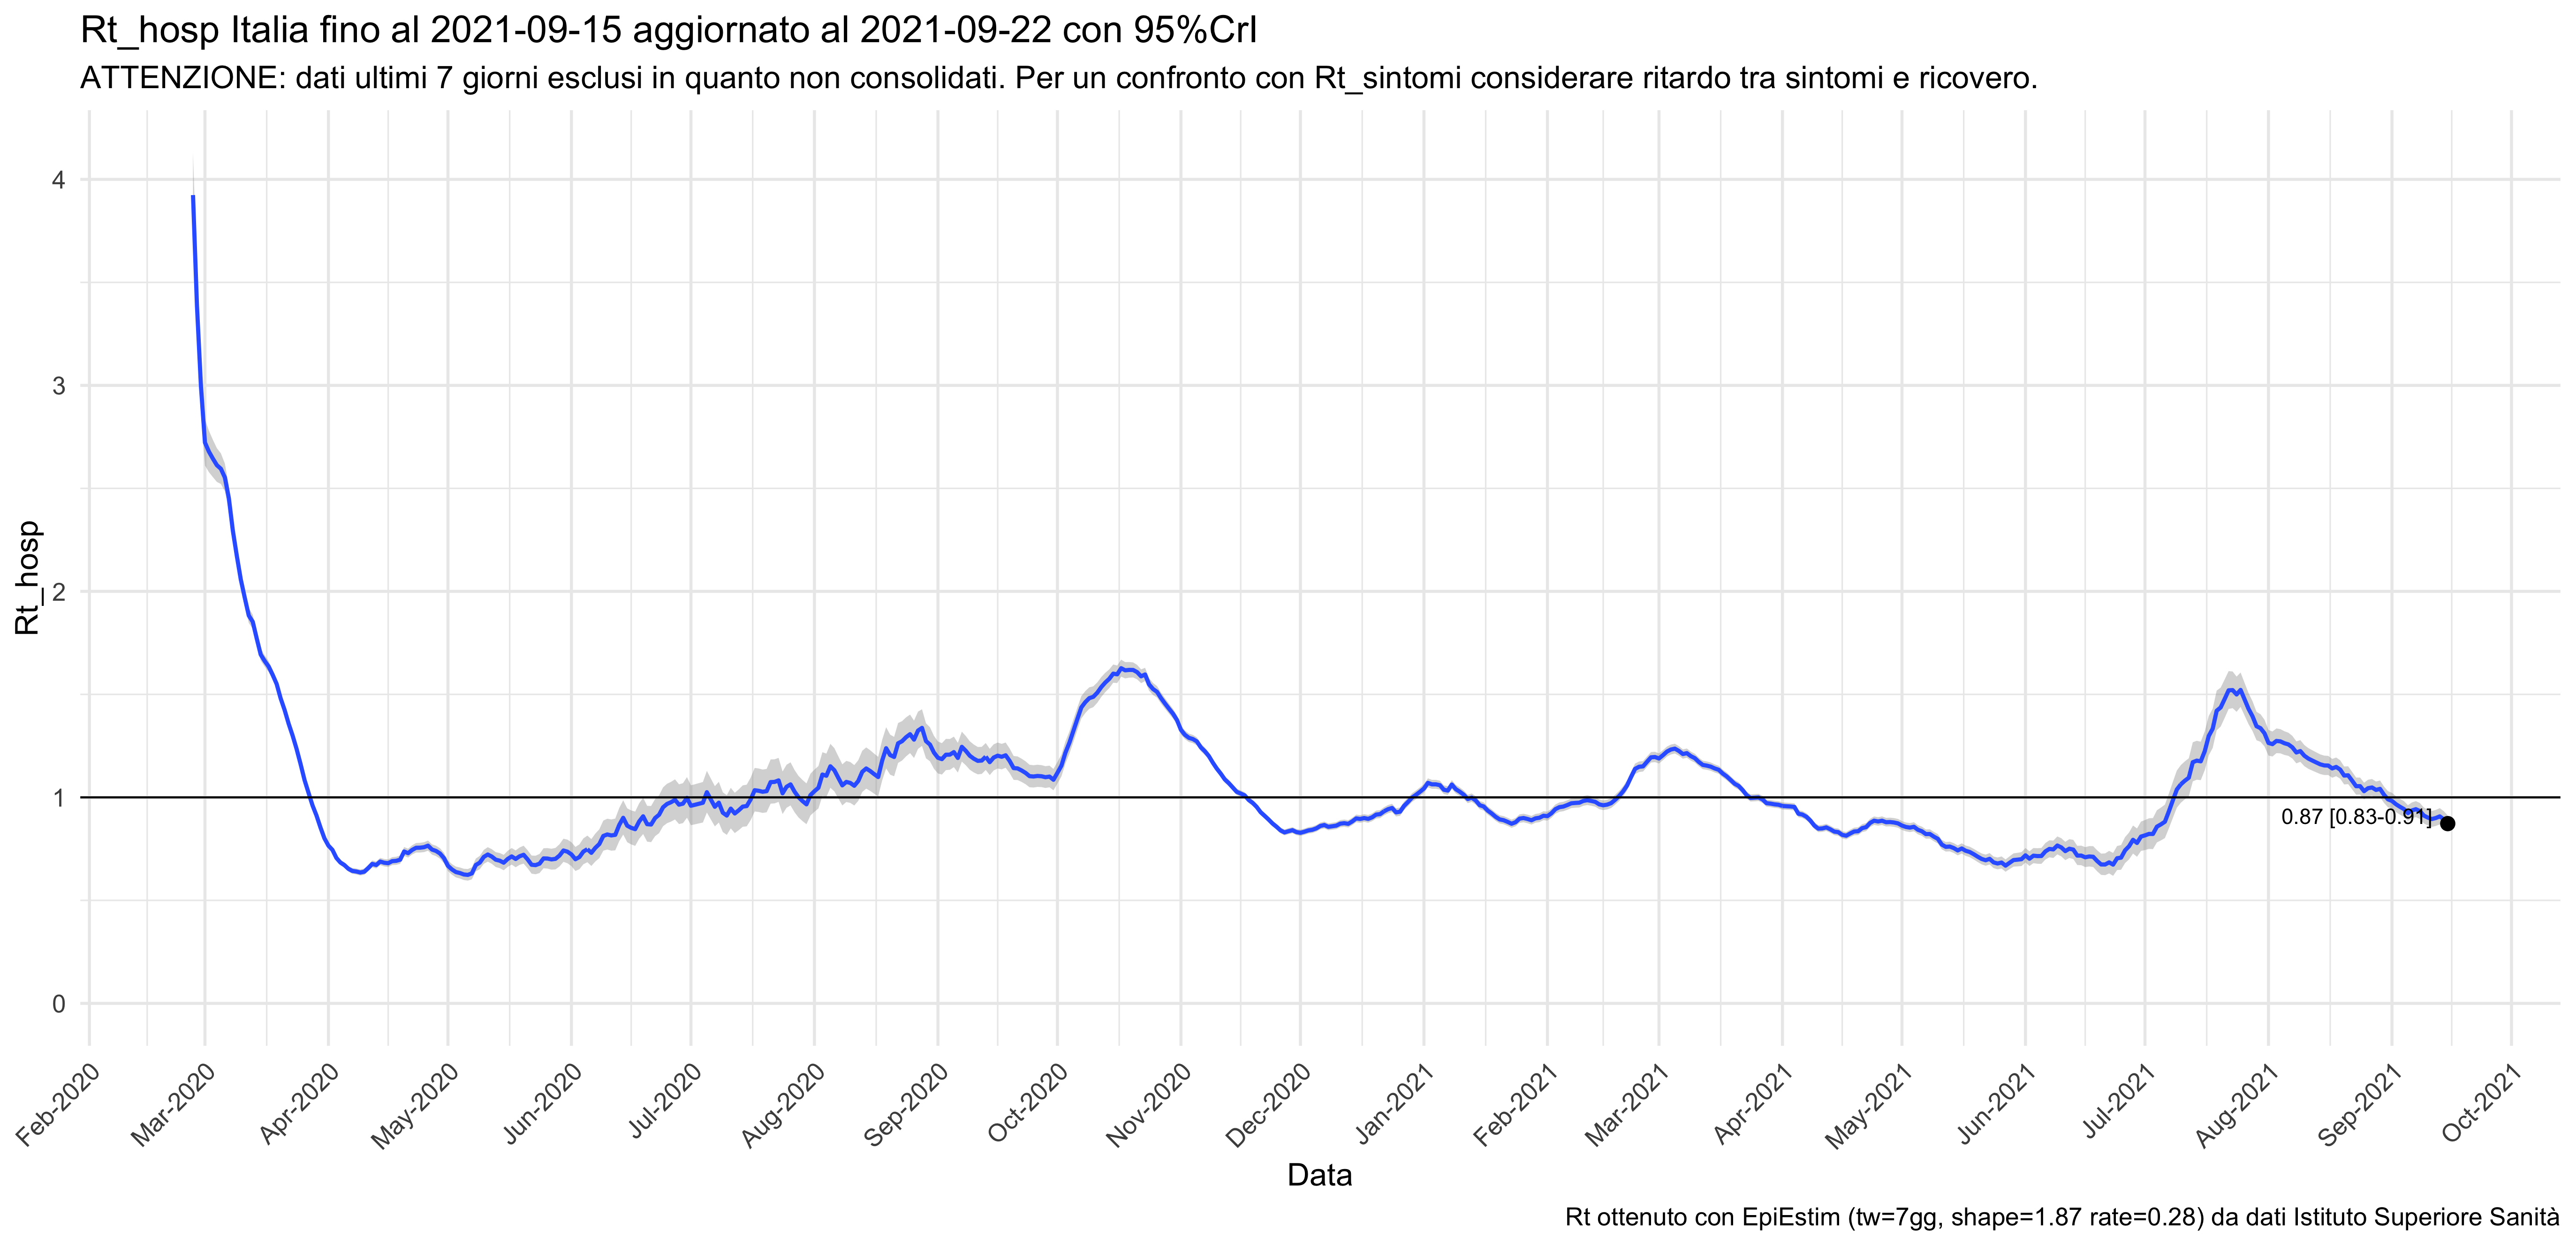 Rt_hosp Italia fino al 2021-09-15 aggiornato al 2021-09-22 con 95%CrI
ATTENZIONE: dati ultimi 7 giorni esclusi in quanto non consolidati. Per un confronto con Rt_sintomi considerare ritardo tra sintomi e ricovero.
4
3
2
1
0
Rt_hosp
0.87 [0.83-0.91]
Feb-2020
Mar-2020
Apr-2020
May-2020
Jun-2020
Jul-2020
Aug-2020
Sep-2020
Oct-2020
Nov-2020
Dec-2020
Jan-2021
Feb-2021
Mar-2021
Apr-2021
May-2021
Jun-2021
Jul-2021
Aug-2021
Sep-2021
Oct-2021
Data
Rt ottenuto con EpiEstim (tw=7gg, shape=1.87 rate=0.28) da dati Istituto Superiore Sanità